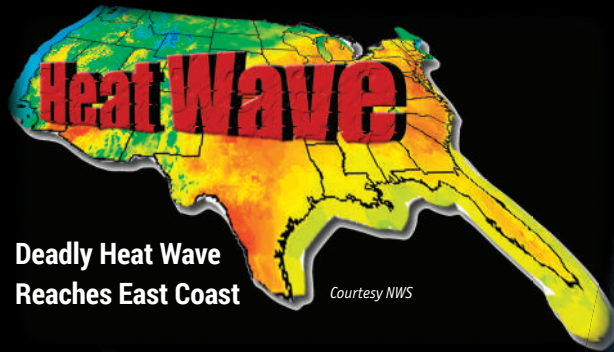 Heat Wave
Deadly Heat Wave
Reaches East Coast
Courtesy NWS